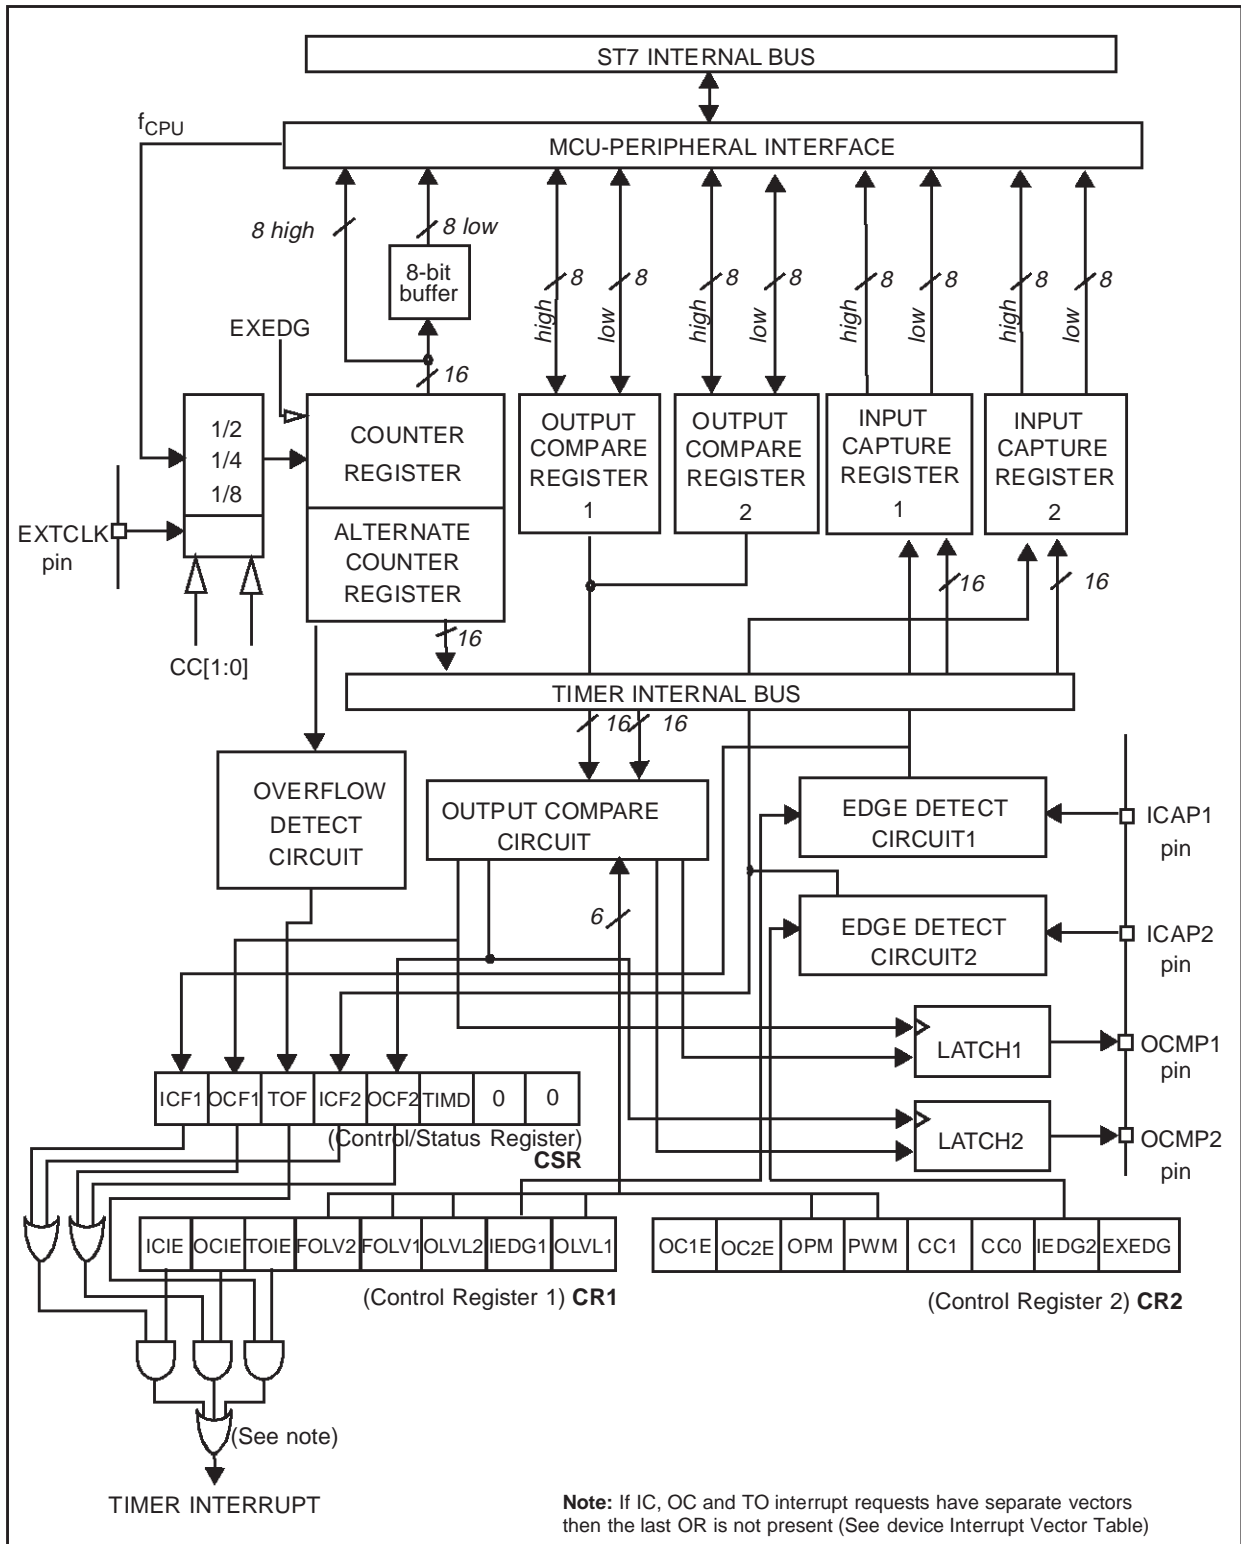 ST7 INTERNAL BUS
fCPU
MCU-PERIPHERAL INTERFACE
8 high
8 low
8-bit
buffer
8
8
8
8
8
8
8
8
high
low
high
low
high
low
high
low
EXEDG
16
1/2
1/4
1/8
COUNTER
REGISTER
ALTERNATE
COUNTER
REGISTER
OUTPUT
COMPARE
REGISTER
1
OUTPUT
COMPARE
REGISTER
2
INPUT
CAPTURE
REGISTER
1
INPUT
CAPTURE
REGISTER
2
EXTCLK
pin
16
16
16
CC[1:0]
TIMER INTERNAL BUS
16
16
OVERFLOW
DETECT
CIRCUIT
OUTPUT COMPARE
CIRCUIT
EDGE DETECT
CIRCUIT1
ICAP1
pin
6
EDGE DETECT
CIRCUIT2
ICAP2
pin
LATCH1
OCMP1
pin
ICF1 OCF1 TOF ICF2 OCF2 TIMD 0 0
(Control/Status Register)
CSR
LATCH2
OCMP2
pin
ICIE OCIE TOIE FOLV2 FOLV1 OLVL2 IEDG1 OLVL1
(Control Register 1) CR1
OC1E OC2E OPM PWM CC1 CC0 IEDG2 EXEDG
(Control Register 2) CR2
(See note)
TIMER INTERRUPT
Note: If IC, OC and TO interrupt requests have separate vectors
then the last OR is not present (See device Interrupt Vector Table)